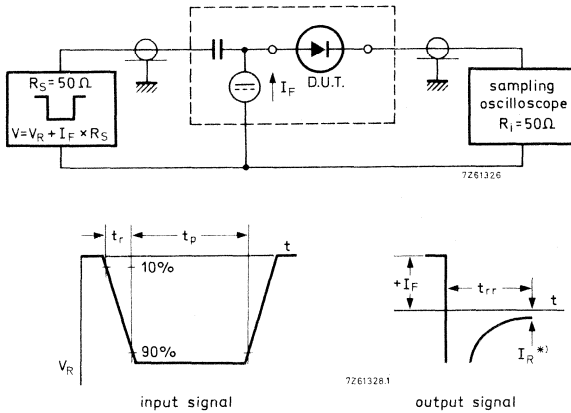 R_S = 50 Ω
V = V_R + I_F × R_S
I_F
D.U.T.
sampling
oscilloscope
R_i = 50Ω
7Z61326
t_r
t_p
t
10%
90%
V_R
input signal
+I_F
t_rr
t
I_R *)
7Z61328.1
output signal